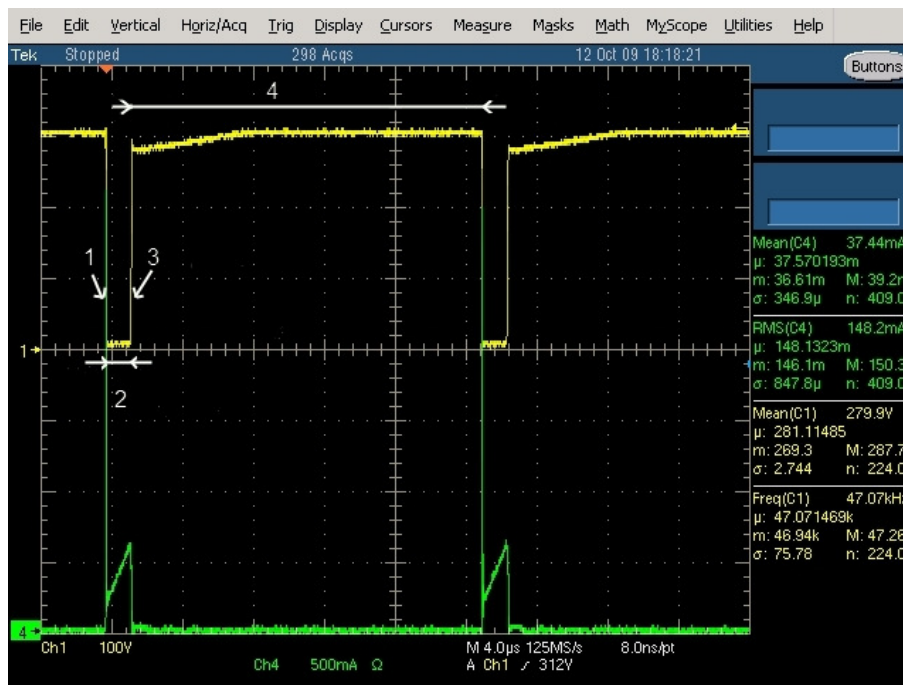 File Edit Vertical Horiz/Acq Trig Display Cursors Measure Masks Math MyScope Utilities Help
Tek Stopped 298 Acqs 12 Oct 09 18:18:21
Buttons
4
1 3
1
2
4
Mean(C4) 37.44mA
µ: 37.570193m
m: 36.61m M: 39.2m
σ: 346.9µ n: 409.0
RMS(C4) 148.2mA
µ: 148.1323m
m: 146.1m M: 150.3
σ: 847.8µ n: 409.0
Mean(C1) 279.9V
µ: 281.11485
m: 269.3 M: 287.7
σ: 2.744 n: 224.0
Freq(C1) 47.07kHz
µ: 47.071469k
m: 46.94k M: 47.26
σ: 75.78 n: 224.0
Ch1 100V M 4.0µs 125MS/s 8.0ns/pt
Ch4 500mA Ω A Ch1 / 312V